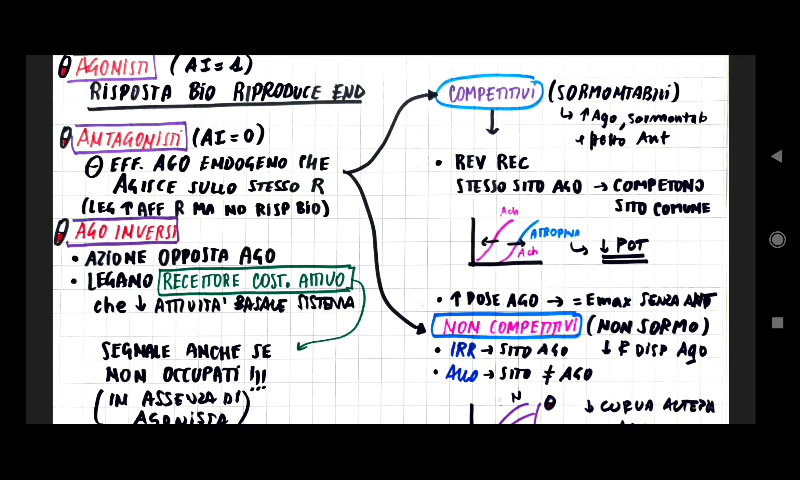 AGONISTI (AI=1)
RISPOSTA BIO RIPRODUCE END
ANTAGONISTI (AI=0)
⊖ EFF. AGO ENDOGENO CHE
AGISCE SULLO STESSO R
(LEG ↑ AFF R MA NO RISP BIO)
AGO INVERSI
• AZIONE OPPOSTA AGO
• LEGANO RECETTORE COST. ATTIVO
che ↓ ATTIVITA' BASALE SISTEMA
SEGNALE ANCHE SE
NON OCCUPATI !!!
(IN ASSENZA DI
AGONISTA)
COMPETITIVI (SORMONTABILI)
↳ ↑ Ago, sormontab
Ant
↓
• REV REC
STESSO SITO AGO → COMPETONO
SITO COMUNE
Ach
ATROPINA
Ach
↳ ↓ POT
• ↑ DOSE AGO → = Emax SENZA ANT
NON COMPETITIVI (NON SORMO)
• IRR → SITO AGO ↓ R DISP AGO
• ALLO → SITO ≠ AGO
N
↓ CURVA ALTEZZA